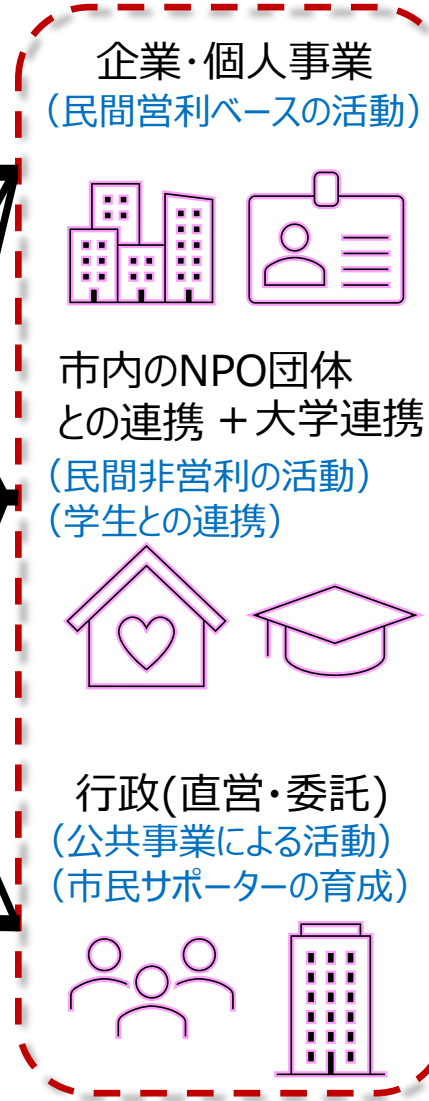 企業・個人事業
（民間営利ベースの活動）
市内のNPO団体
との連携 ＋大学連携
（民間非営利の活動）
（学生との連携）
行政(直営・委託)
（公共事業による活動）
（市民サポーターの育成）